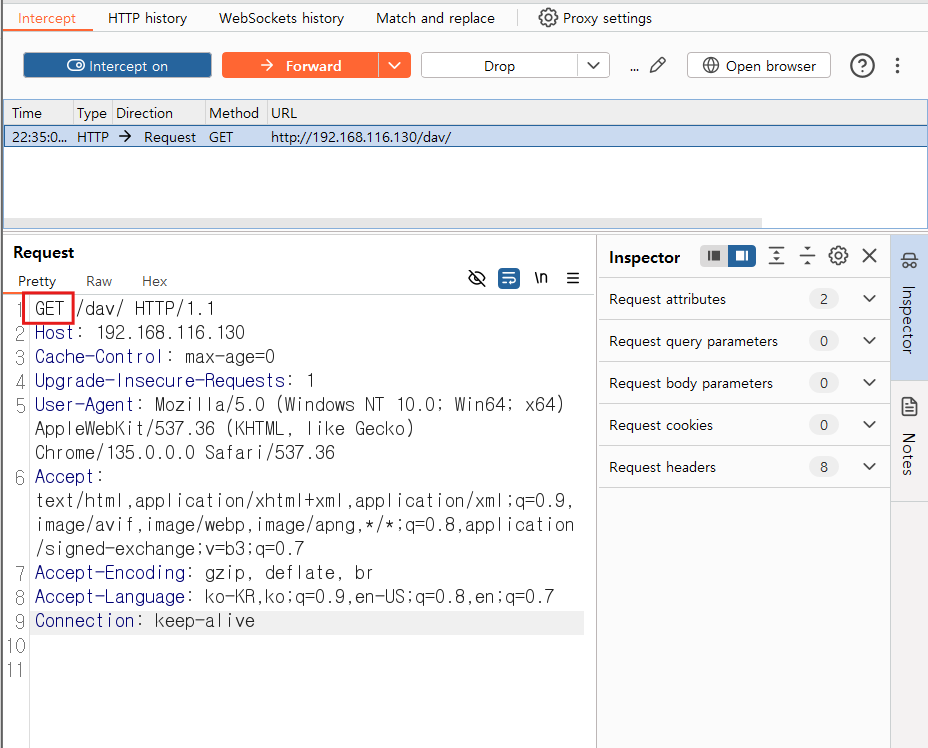 Intercept HTTP history WebSockets history Match and replace Proxy settings
Intercept on Forward Drop ... Open browser
Time Type Direction Method URL
22:35:0... HTTP Request GET http://192.168.116.130/dav/
Request
Pretty Raw Hex \n
1 GET /dav/ HTTP/1.1
2 Host: 192.168.116.130
3 Cache-Control: max-age=0
4 Upgrade-Insecure-Requests: 1
5 User-Agent: Mozilla/5.0 (Windows NT 10.0; Win64; x64)
AppleWebKit/537.36 (KHTML, like Gecko)
Chrome/135.0.0.0 Safari/537.36
6 Accept:
text/html,application/xhtml+xml,application/xml;q=0.9,
image/avif,image/webp,image/apng,*/*;q=0.8,application
/signed-exchange;v=b3;q=0.7
7 Accept-Encoding: gzip, deflate, br
8 Accept-Language: ko-KR,ko;q=0.9,en-US;q=0.8,en;q=0.7
9 Connection: keep-alive
10
11
Inspector
Request attributes 2
Request query parameters 0
Request body parameters 0
Request cookies 0
Request headers 8
Inspector
Notes